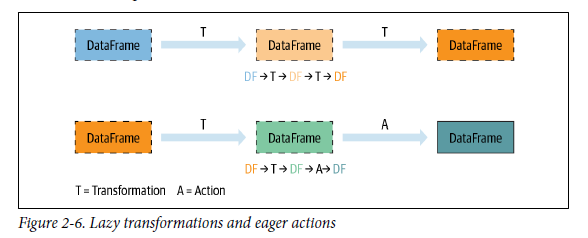 T T
DataFrame DataFrame DataFrame
DF→T→DF→T→DF
T A
DataFrame DataFrame DataFrame
DF→T→DF→A→DF
T = Transformation A = Action
Figure 2-6. Lazy transformations and eager actions